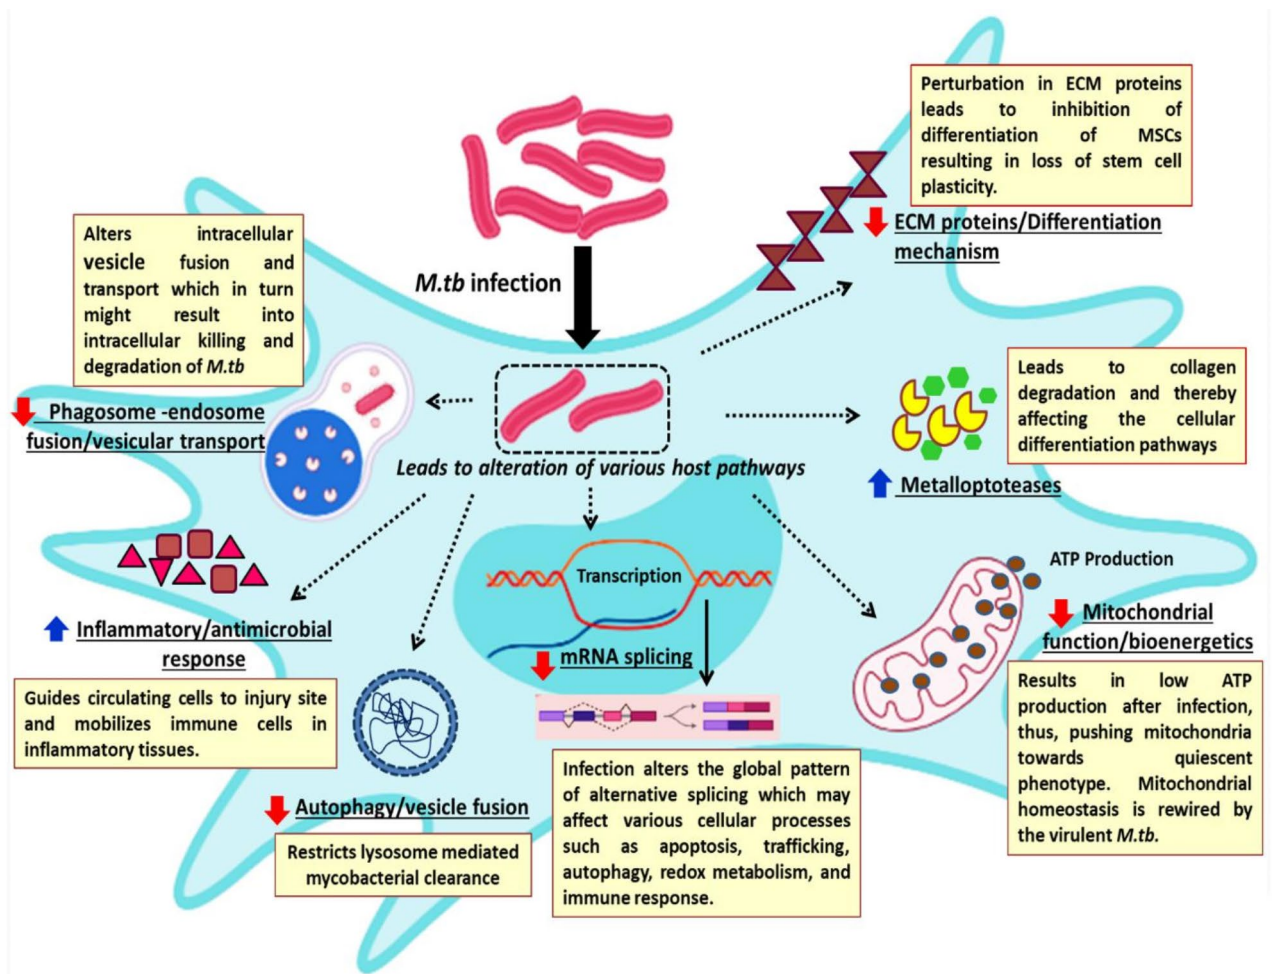 Perturbation in ECM proteins
leads to inhibition of
differentiation of MSCs
resulting in loss of stem cell
plasticity.
ECM proteins/Differentiation
mechanism
Alters intracellular
vesicle fusion and
transport which in turn
might result into
intracellular killing and
degradation of M.tb
M.tb infection
Phagosome -endosome
fusion/vesicular transport
Leads to collagen
degradation and thereby
affecting the cellular
differentiation pathways
Metalloptoteases
Leads to alteration of various host pathways
Transcription
mRNA splicing
ATP Production
Mitochondrial
function/bioenergetics
Inflammatory/antimicrobial
response
Guides circulating cells to injury site
and mobilizes immune cells in
inflammatory tissues.
Results in low ATP
production after infection,
thus, pushing mitochondria
towards quiescent
phenotype. Mitochondrial
homeostasis is rewired by
the virulent M.tb.
Autophagy/vesicle fusion
Restricts lysosome mediated
mycobacterial clearance
Infection alters the global pattern
of alternative splicing which may
affect various cellular processes
such as apoptosis, trafficking,
autophagy, redox metabolism, and
immune response.